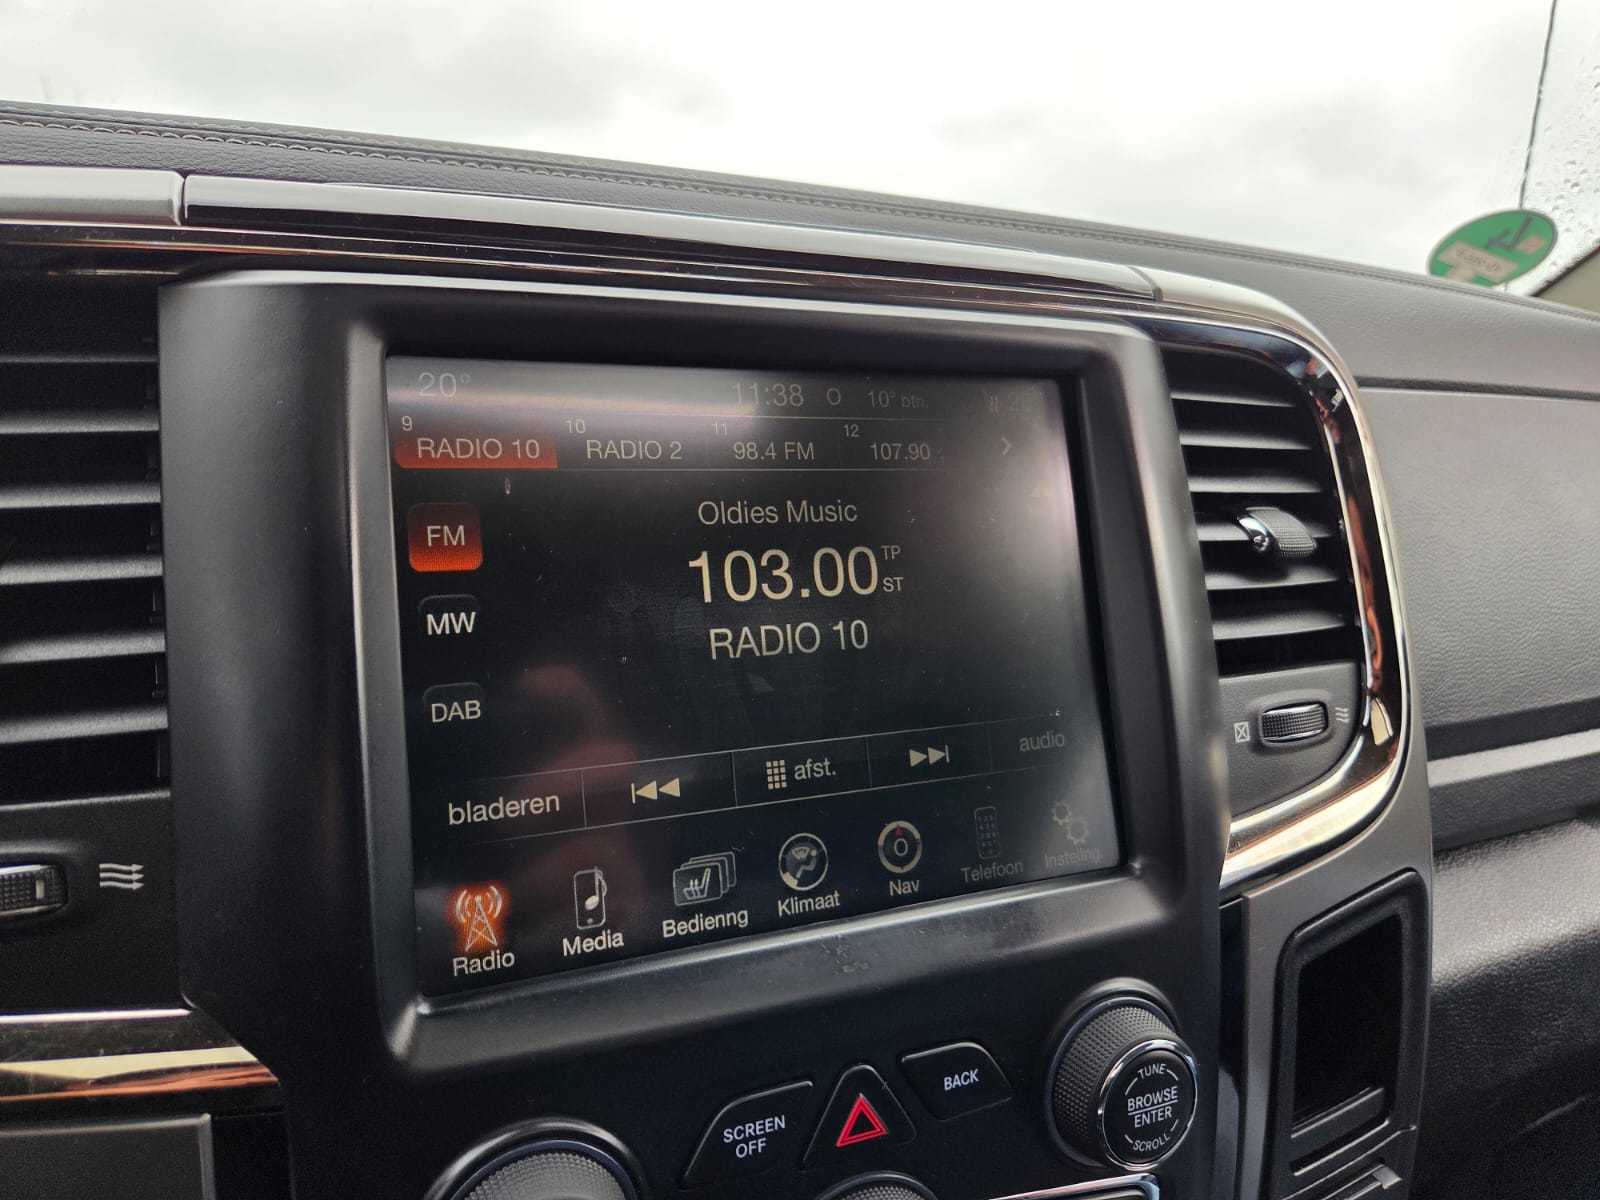 20° 11:38 O 10° btn.
9 10 11 12
RADIO 10 RADIO 2 98.4 FM 107.90
FM
MW
DAB
Oldies Music
103.00 TP ST
RADIO 10
bladeren afst. audio
Radio Media Bedienng Klimaat Nav Telefoon Instellng
O
SCREEN OFF
BACK
TUNE
BROWSE
ENTER
SCROLL